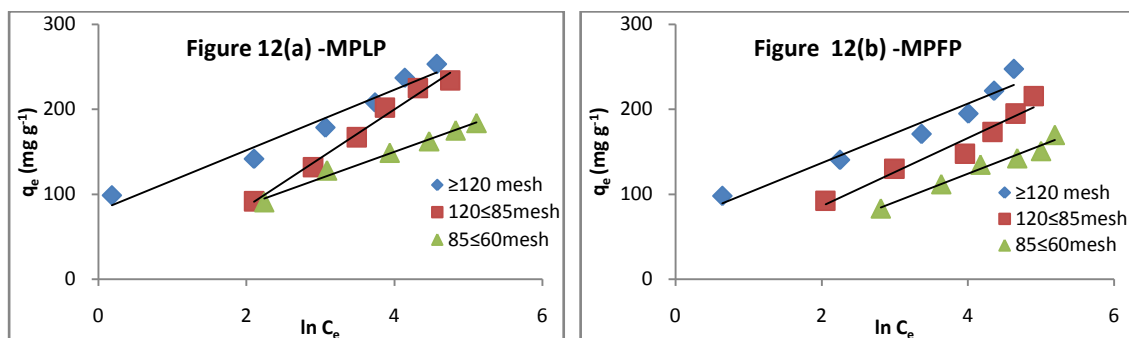 Figure 12(a) -MPLP
qe (mg g-1)
300
200
100
0
≥120 mesh
120≤85mesh
85≤60mesh
0 2 4 6
ln Ce
Figure 12(b) -MPFP
qe (mg g-1)
300
200
100
0
≥120 mesh
120≤85mesh
85≤60mesh
0 2 4 6
ln Ce